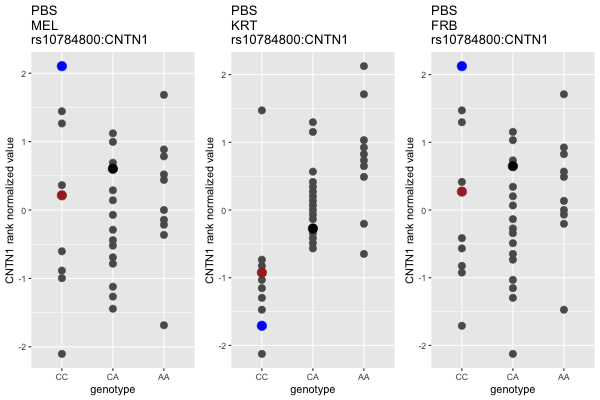 PBS
MEL
rs10784800:CNTN1
CNTN1 rank normalized value
2
1
0
-1
-2
CC
CA
AA
genotype
PBS
KRT
rs10784800:CNTN1
CNTN1 rank normalized value
2
1
0
-1
-2
CC
CA
AA
genotype
PBS
FRB
rs10784800:CNTN1
CNTN1 rank normalized value
2
1
0
-1
-2
CC
CA
AA
genotype